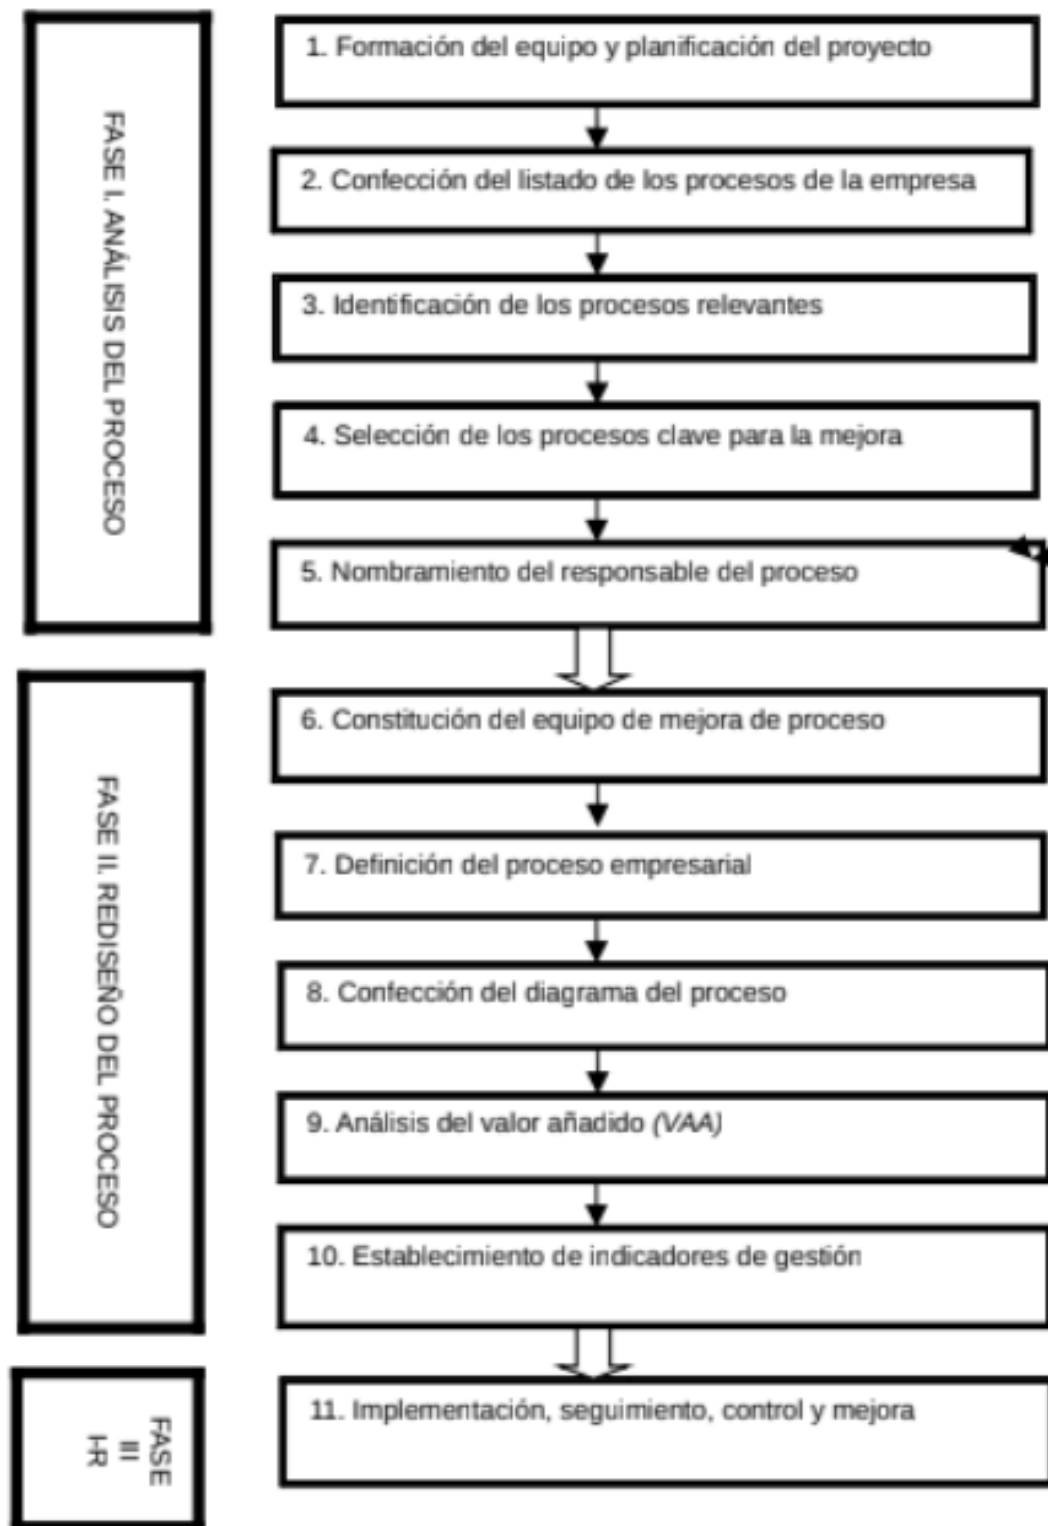 FASE I. ANÁLISIS DEL PROCESO
1. Formación del equipo y planificación del proyecto
2. Confección del listado de los procesos de la empresa
3. Identificación de los procesos relevantes
4. Selección de los procesos clave para la mejora
5. Nombramiento del responsable del proceso
FASE II. REDISEÑO DEL PROCESO
6. Constitución del equipo de mejora de proceso
7. Definición del proceso empresarial
8. Confección del diagrama del proceso
9. Análisis del valor añadido (VAA)
10. Establecimiento de indicadores de gestión
FASE
III
I-R
11. Implementación, seguimiento, control y mejora